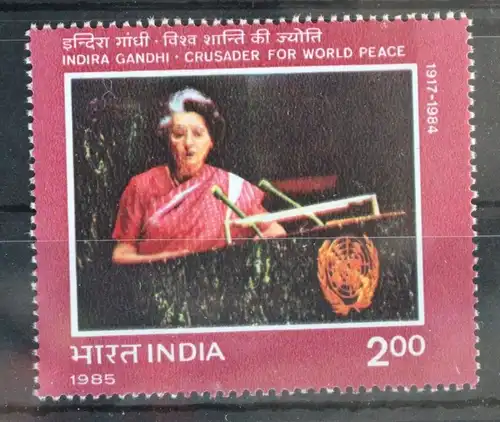 इन्दिरा गांधी · विश्व शान्ति की ज्योति
INDIRA GANDHI · CRUSADER FOR WORLD PEACE
1917-1984
भारत INDIA
2.00
1985